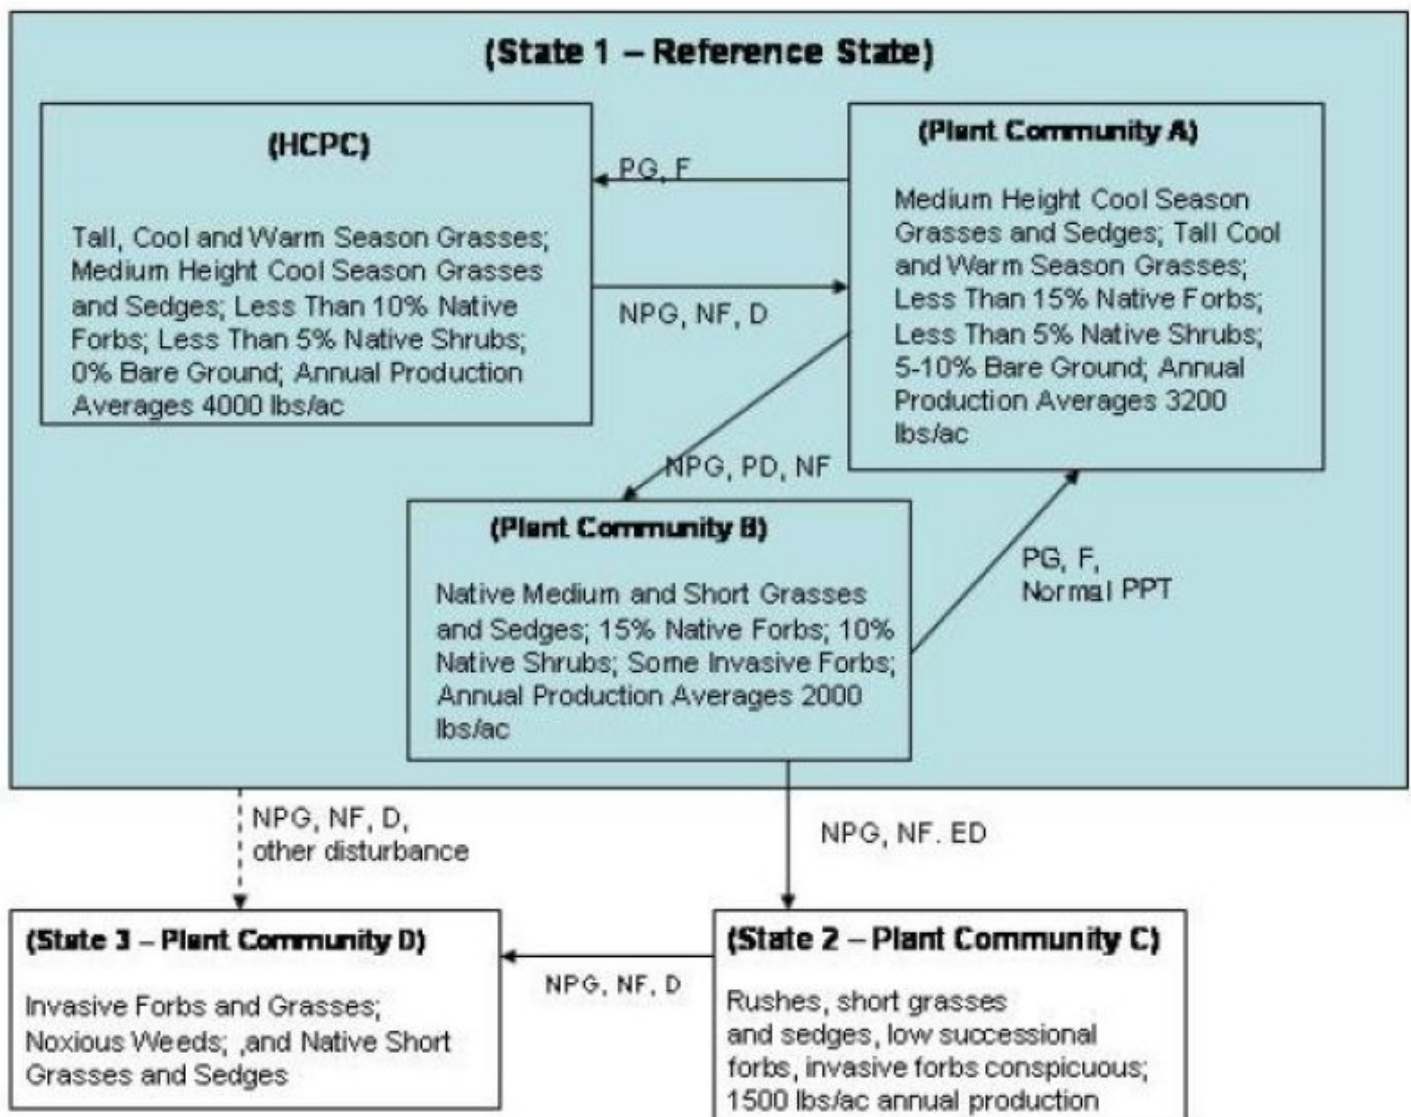 (State 1 – Reference State)
(HCPC)
Tall, Cool and Warm Season Grasses;
Medium Height Cool Season Grasses
and Sedges; Less Than 10% Native
Forbs; Less Than 5% Native Shrubs;
0% Bare Ground; Annual Production
Averages 4000 lbs/ac
PG, F
NPG, NF, D
(Plant Community A)
Medium Height Cool Season
Grasses and Sedges; Tall Cool
and Warm Season Grasses;
Less Than 15% Native Forbs;
Less Than 5% Native Shrubs;
5-10% Bare Ground; Annual
Production Averages 3200
lbs/ac
NPG, PD, NF
(Plant Community B)
Native Medium and Short Grasses
and Sedges; 15% Native Forbs; 10%
Native Shrubs; Some Invasive Forbs;
Annual Production Averages 2000
lbs/ac
PG, F,
Normal PPT
NPG, NF, D,
other disturbance
NPG, NF. ED
(State 3 – Plant Community D)
Invasive Forbs and Grasses;
Noxious Weeds; ,and Native Short
Grasses and Sedges
NPG, NF, D
(State 2 – Plant Community C)
Rushes, short grasses
and sedges, low successional
forbs, invasive forbs conspicuous;
1500 lbs/ac annual production